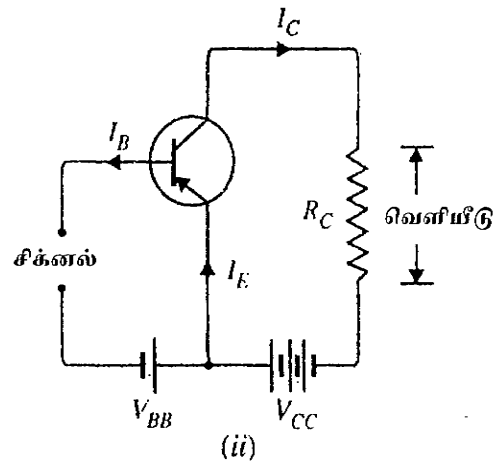 I_C
I_B
R_C
வெளியீடு
சிக்னல்
I_E
V_BB
V_CC
(ii)